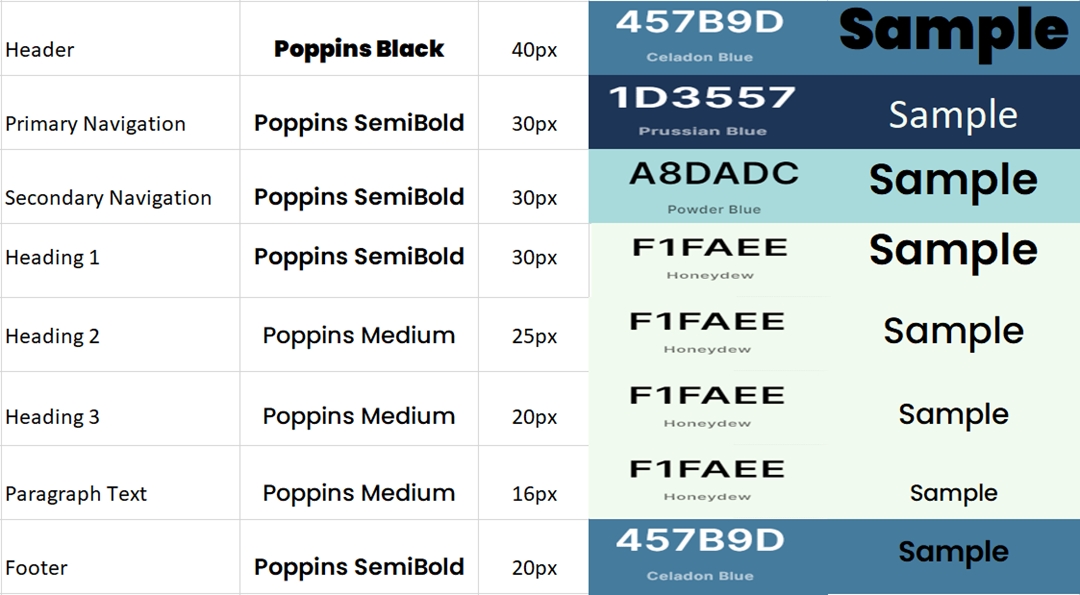 Header Poppins Black 40px 457B9D Sample
Celadon Blue
Primary Navigation Poppins SemiBold 30px 1D3557 Sample
Prussian Blue
Secondary Navigation Poppins SemiBold 30px A8DADC Sample
Powder Blue
Heading 1 Poppins SemiBold 30px F1FAEE Sample
Honeydew
Heading 2 Poppins Medium 25px F1FAEE Sample
Honeydew
Heading 3 Poppins Medium 20px F1FAEE Sample
Honeydew
Paragraph Text Poppins Medium 16px F1FAEE Sample
Honeydew
Footer Poppins SemiBold 20px 457B9D Sample
Celadon Blue